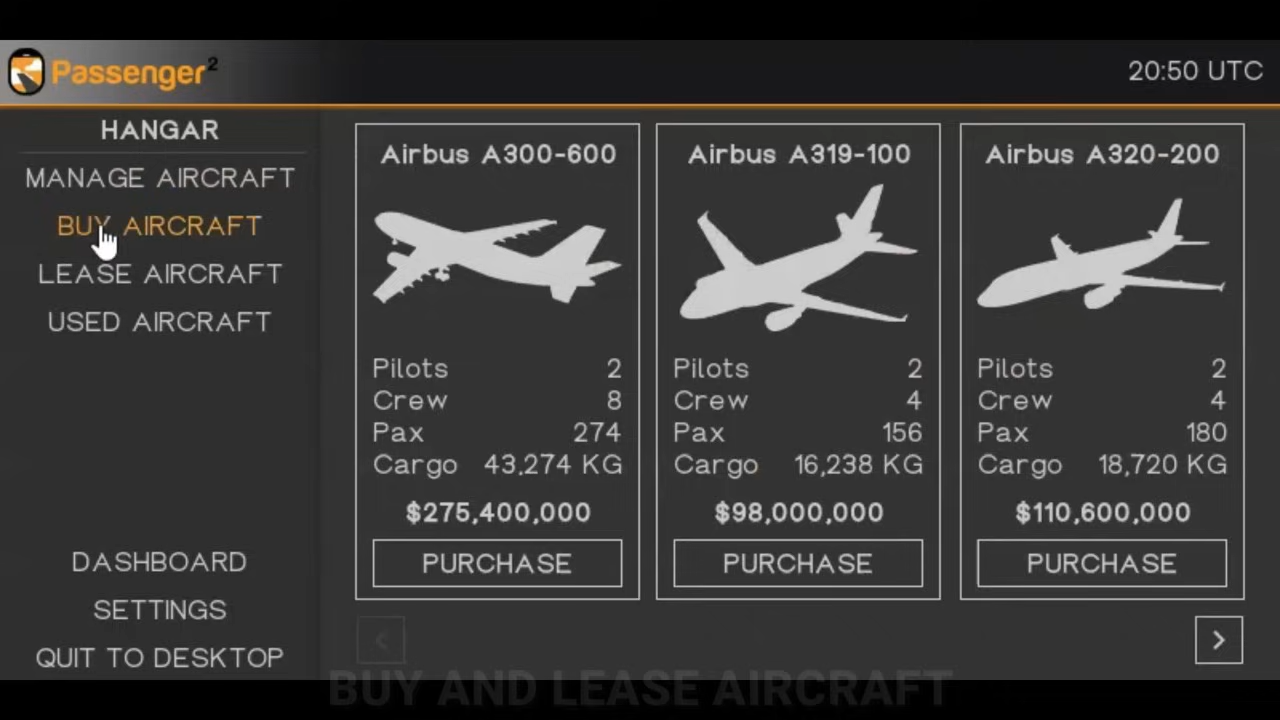 Passenger²
20:50 UTC
HANGAR
MANAGE AIRCRAFT
BUY AIRCRAFT
LEASE AIRCRAFT
USED AIRCRAFT
DASHBOARD
SETTINGS
QUIT TO DESKTOP
Airbus A300-600
Pilots 2
Crew 8
Pax 274
Cargo 43,274 KG
$275,400,000
PURCHASE
Airbus A319-100
Pilots 2
Crew 4
Pax 156
Cargo 16,238 KG
$98,000,000
PURCHASE
Airbus A320-200
Pilots 2
Crew 4
Pax 180
Cargo 18,720 KG
$110,600,000
PURCHASE
<
>
BUY AND LEASE AIRCRAFT